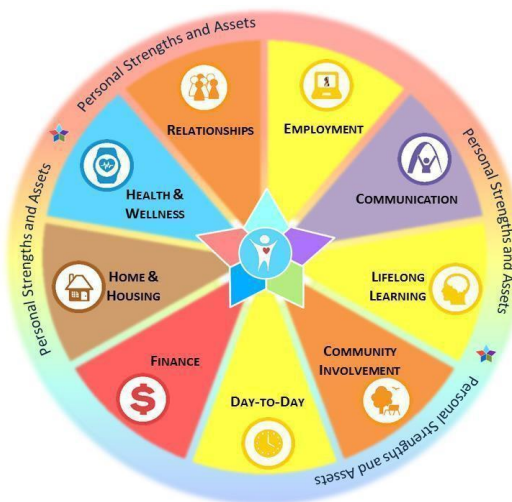 Personal Strengths and Assets
Personal Strengths and Assets
Personal Strengths and Assets
Personal Strengths and Assets
RELATIONSHIPS
EMPLOYMENT
COMMUNICATION
LIFELONG
LEARNING
COMMUNITY
INVOLVEMENT
DAY-TO-DAY
FINANCE
$
HOME &
HOUSING
HEALTH &
WELLNESS